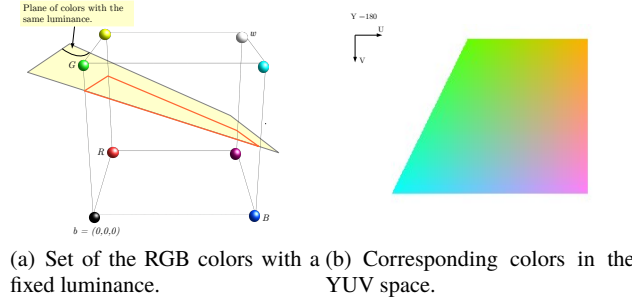 Plane of colors with the
same luminance.
w
G
R
B
b = (0,0,0)
Y =180
U
V
(a) Set of the RGB colors with a
fixed luminance.
(b) Corresponding colors in the
YUV space.